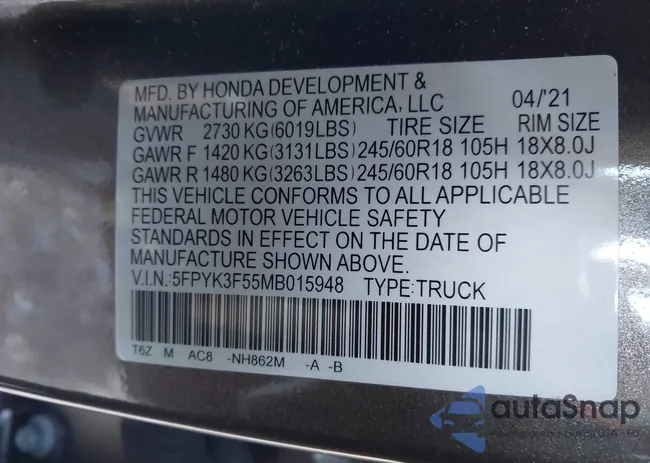 MFD. BY HONDA DEVELOPMENT &
MANUFACTURING OF AMERICA, LLC 04/'21
GVWR 2730 KG(6019LBS) TIRE SIZE RIM SIZE
GAWR F 1420 KG(3131LBS) 245/60R18 105H 18X8.0J
GAWR R 1480 KG(3263LBS) 245/60R18 105H 18X8.0J
THIS VEHICLE CONFORMS TO ALL APPLICABLE
FEDERAL MOTOR VEHICLE SAFETY
STANDARDS IN EFFECT ON THE DATE OF
MANUFACTURE SHOWN ABOVE.
V.I.N.:5FPYK3F55MB015948 TYPE:TRUCK
T6Z M AC8 -NH862M -A -B
autaSnap